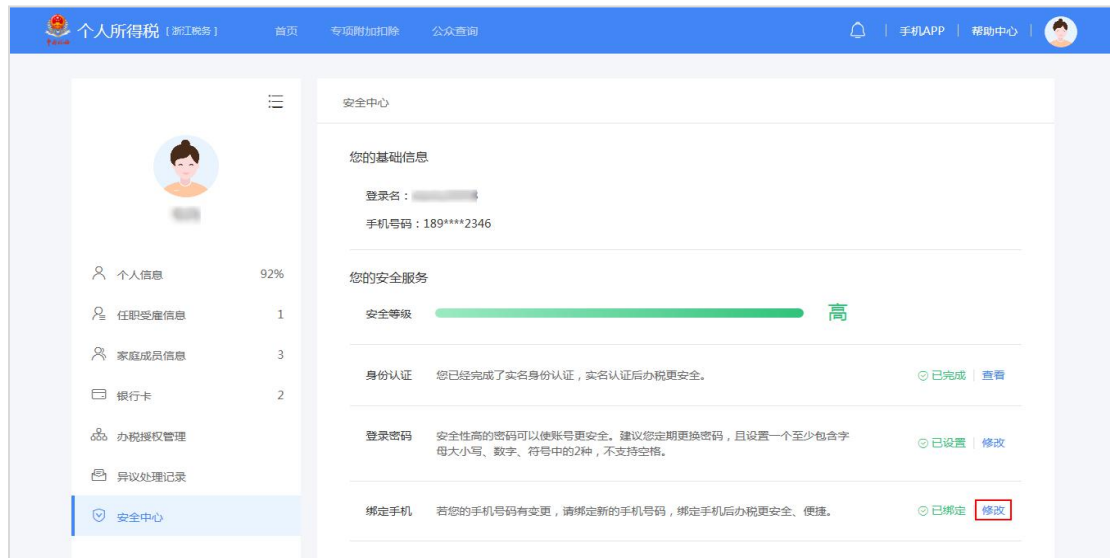 个人所得税 [ 浙江税务 ] 首页 专项附加扣除 公众查询 手机APP 帮助中心
安全中心
您的基础信息
登录名：
手机号码：189****2346
个人信息 92%
任职受雇信息 1
家庭成员信息 3
银行卡 2
办税授权管理
异议处理记录
安全中心
您的安全服务
安全等级 高
身份认证 您已经完成了实名身份认证，实名认证后办税更安全。 已完成 查看
登录密码 安全性高的密码可以使账号更安全。建议您定期更换密码，且设置一个至少包含字
母大小写、数字、符号中的2种，不支持空格。 已设置 修改
绑定手机 若您的手机号码有变更，请绑定新的手机号码，绑定手机后办税更安全、便捷。 已绑定 修改